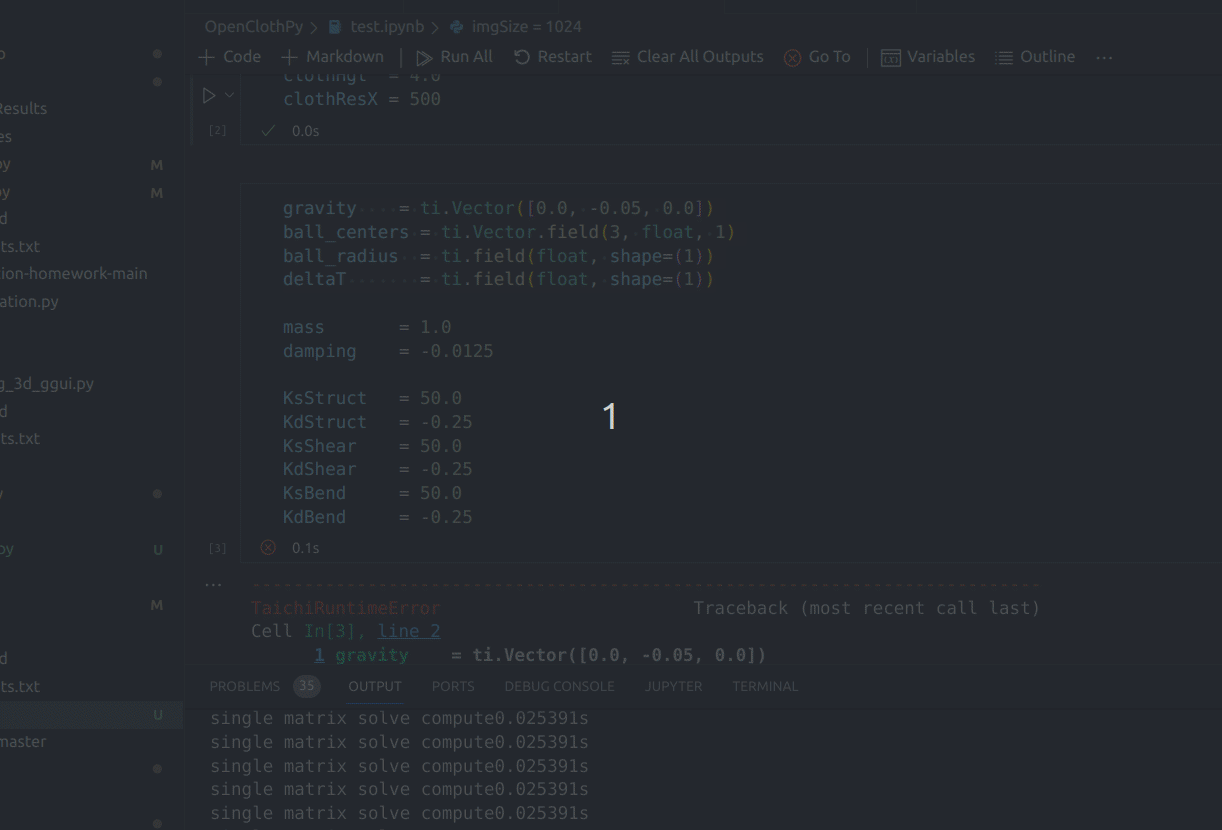 OpenClothPy > test.ipynb > imgSize = 1024
+ Code + Markdown | Run All Restart Clear All Outputs Go To | Variables Outline ...
clothHgt = 4.0
clothResX = 500
[2] 0.0s
gravity = ti.Vector([0.0, -0.05, 0.0])
ball_centers = ti.Vector.field(3, float, 1)
ball_radius = ti.field(float, shape=(1))
deltaT = ti.field(float, shape=(1))
mass = 1.0
damping = -0.0125
KsStruct = 50.0
KdStruct = -0.25
KsShear = 50.0
KdShear = -0.25
KsBend = 50.0
KdBend = -0.25
[3] 0.1s
...
--------------------------------------------------------------------------- 
TaichiRuntimeError Traceback (most recent call last)
Cell In[3], line 2
1 gravity = ti.Vector([0.0, -0.05, 0.0])
PROBLEMS 35 OUTPUT PORTS DEBUG CONSOLE JUPYTER TERMINAL
single matrix solve compute0.025391s
single matrix solve compute0.025391s
single matrix solve compute0.025391s
single matrix solve compute0.025391s
single matrix solve compute0.025391s
1
Results
es
py M
py M
d
ts.txt
tion-homework-main
ation.py
g_3d_ggui.py
d
ts.txt
y
py U
M
d
ts.txt
U
master